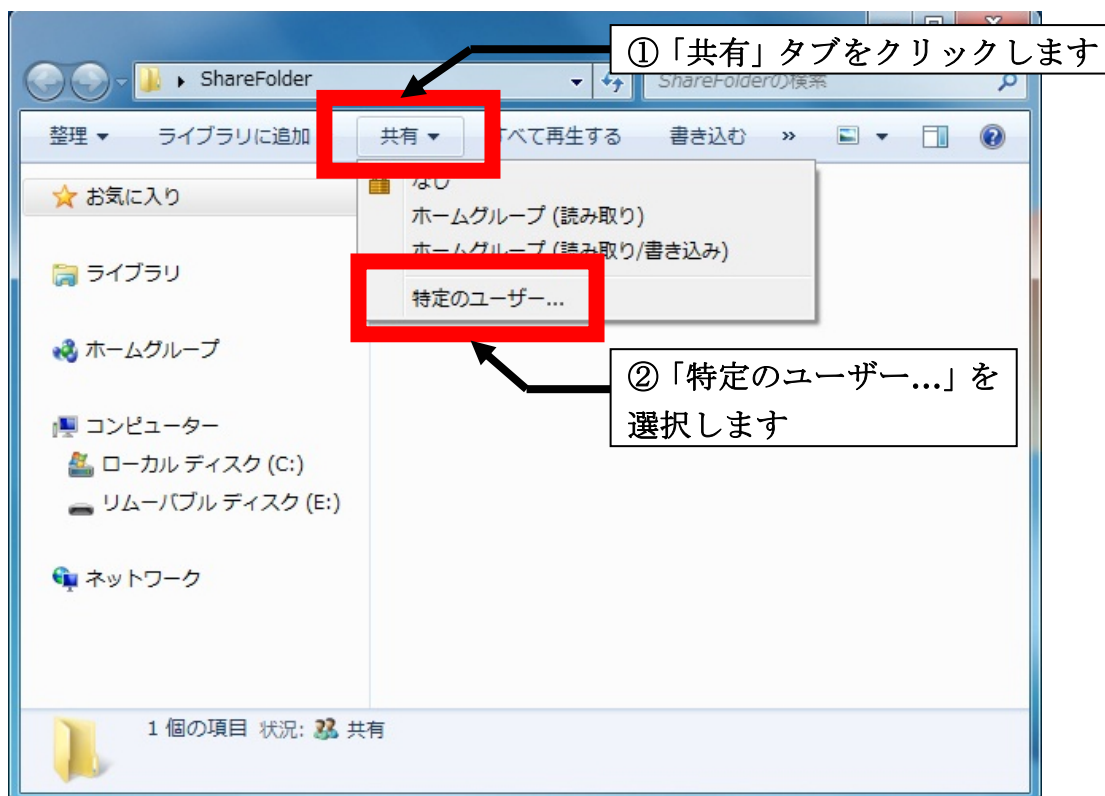 ①「共有」タブをクリックします
ShareFolder
ShareFolderの検索
整理 ライブラリに追加 共有 すべて再生する 書き込む »
お気に入り
なし
ホームグループ (読み取り)
ホームグループ (読み取り/書き込み)
特定のユーザー...
ライブラリ
ホームグループ
②「特定のユーザー...」を
選択します
コンピューター
ローカル ディスク (C:)
リムーバブル ディスク (E:)
ネットワーク
1 個の項目 状況: 共有